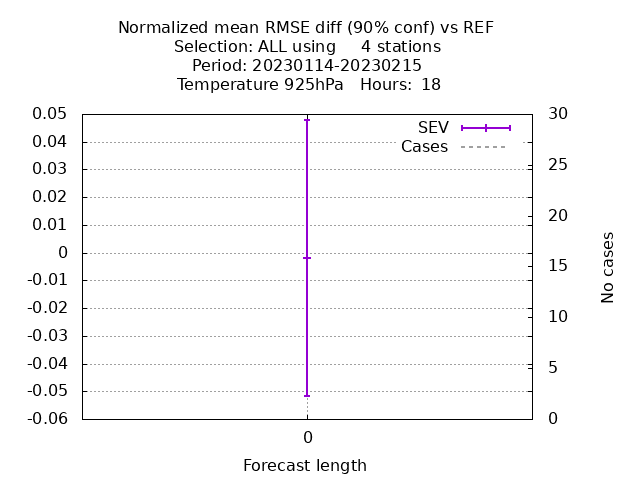 Normalized mean RMSE diff (90% conf) vs REF
Selection: ALL using     4 stations
Period: 20230114-20230215
Temperature 925hPa   Hours:  18
0.05
0.04
0.03
0.02
0.01
0
-0.01
-0.02
-0.03
-0.04
-0.05
-0.06
SEV
Cases
30
25
20
15
10
5
0
No cases
0
Forecast length